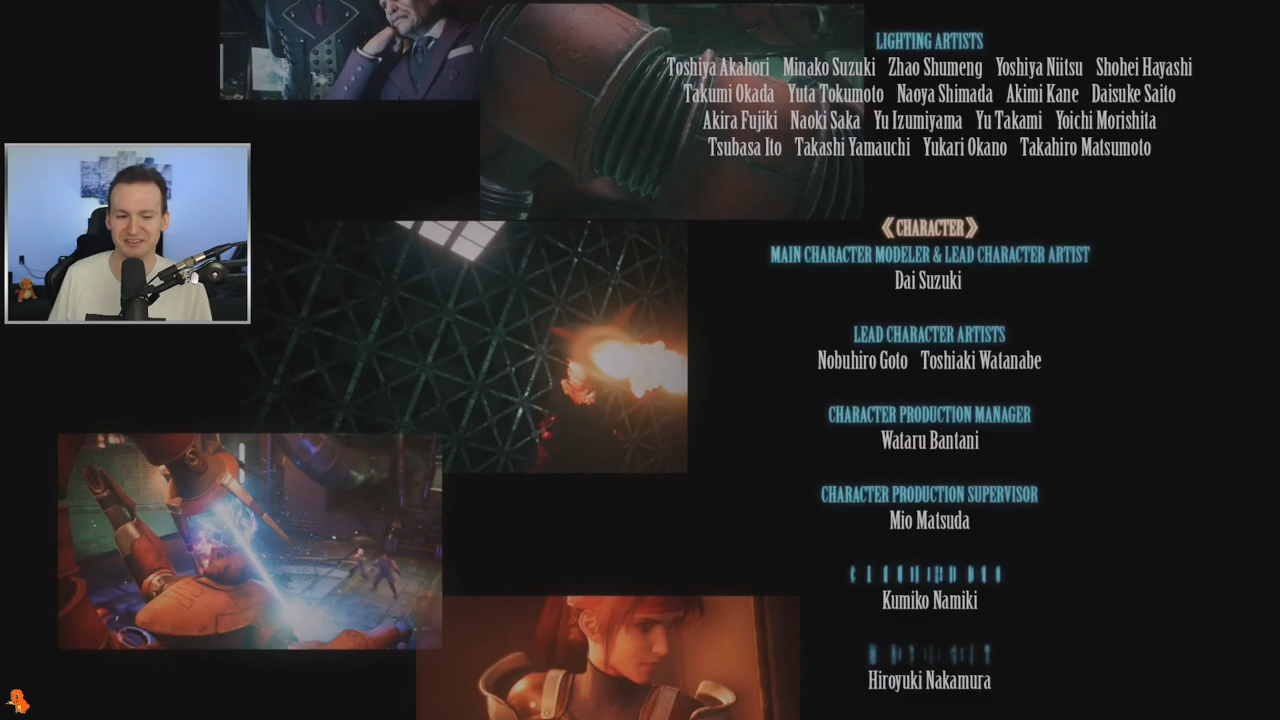 LIGHTING ARTISTS
Toshiya Akahori Minako Suzuki Zhao Shumeng Yoshiya Niitsu Shohei Hayashi
Takumi Okada Yuta Tokumoto Naoya Shimada Akimi Kane Daisuke Saito
Akira Fujiki Naoki Saka Yu Izumiyama Yu Takami Yoichi Morishita
Tsubasa Ito Takashi Yamauchi Yukari Okano Takahiro Matsumoto
《CHARACTER》
MAIN CHARACTER MODELER & LEAD CHARACTER ARTIST
Dai Suzuki
LEAD CHARACTER ARTISTS
Nobuhiro Goto Toshiaki Watanabe
CHARACTER PRODUCTION MANAGER
Wataru Bantani
CHARACTER PRODUCTION SUPERVISOR
Mio Matsuda
Kumiko Namiki
Hiroyuki Nakamura